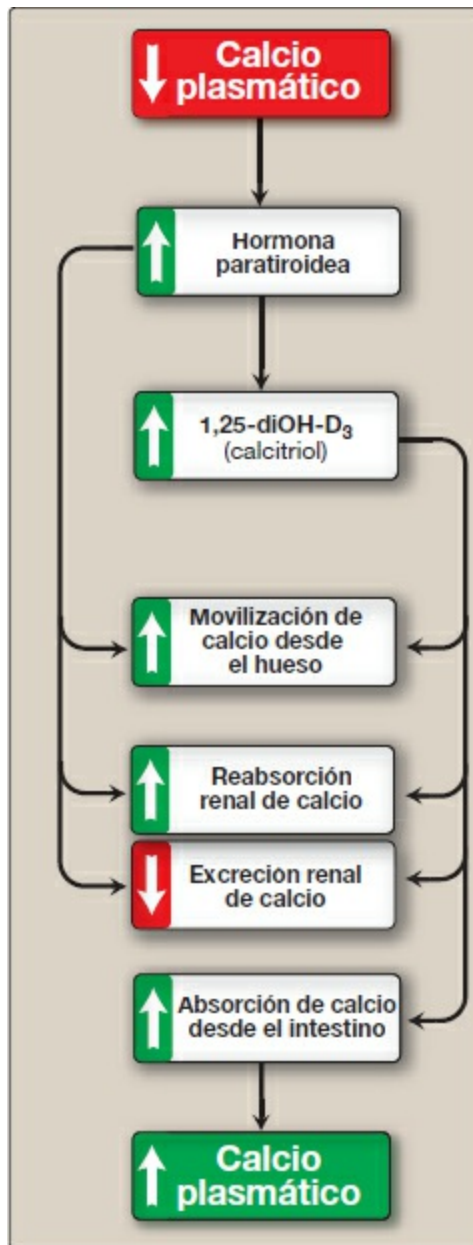 Calcio
plasmático
Hormona
paratiroidea
1,25-diOH-D₃
(calcitriol)
Movilización de
calcio desde
el hueso
Reabsorción
renal de calcio
Excreción renal
de calcio
Absorción de calcio
desde el intestino
Calcio
plasmático